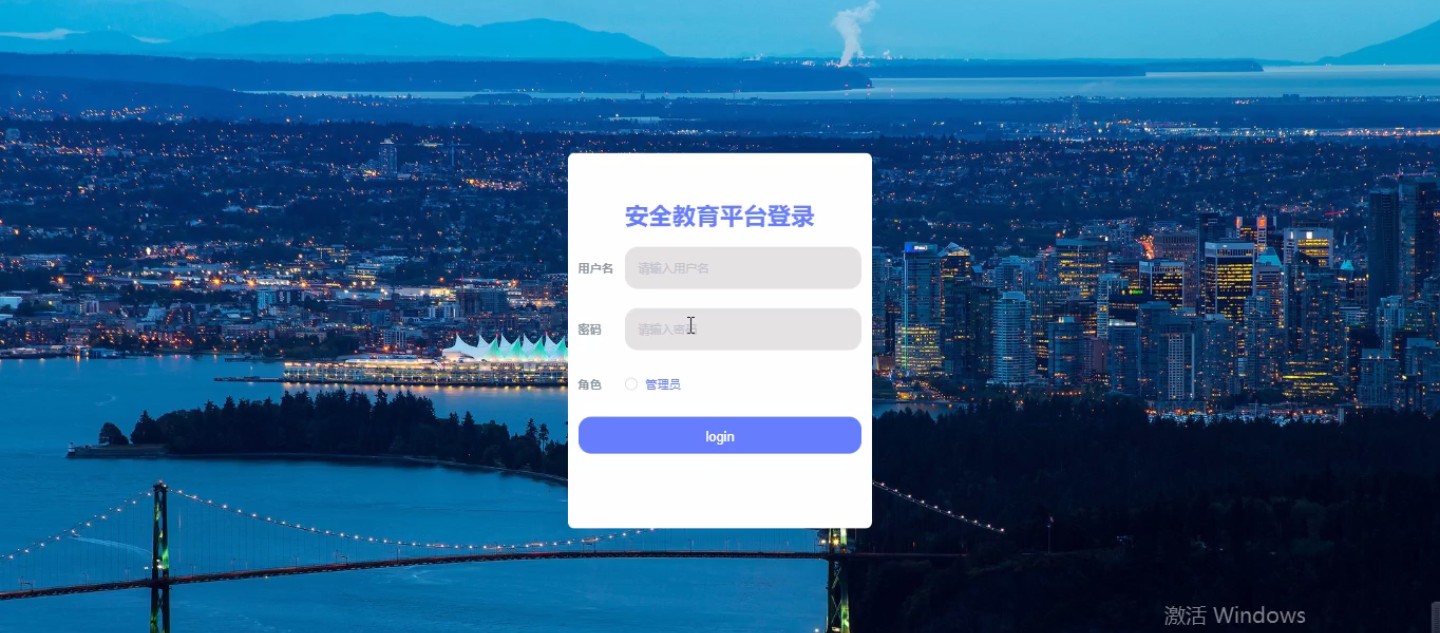 安全教育平台登录
用户名 请输入用户名
密码 请输入密码
角色 管理员
login
激活 Windows